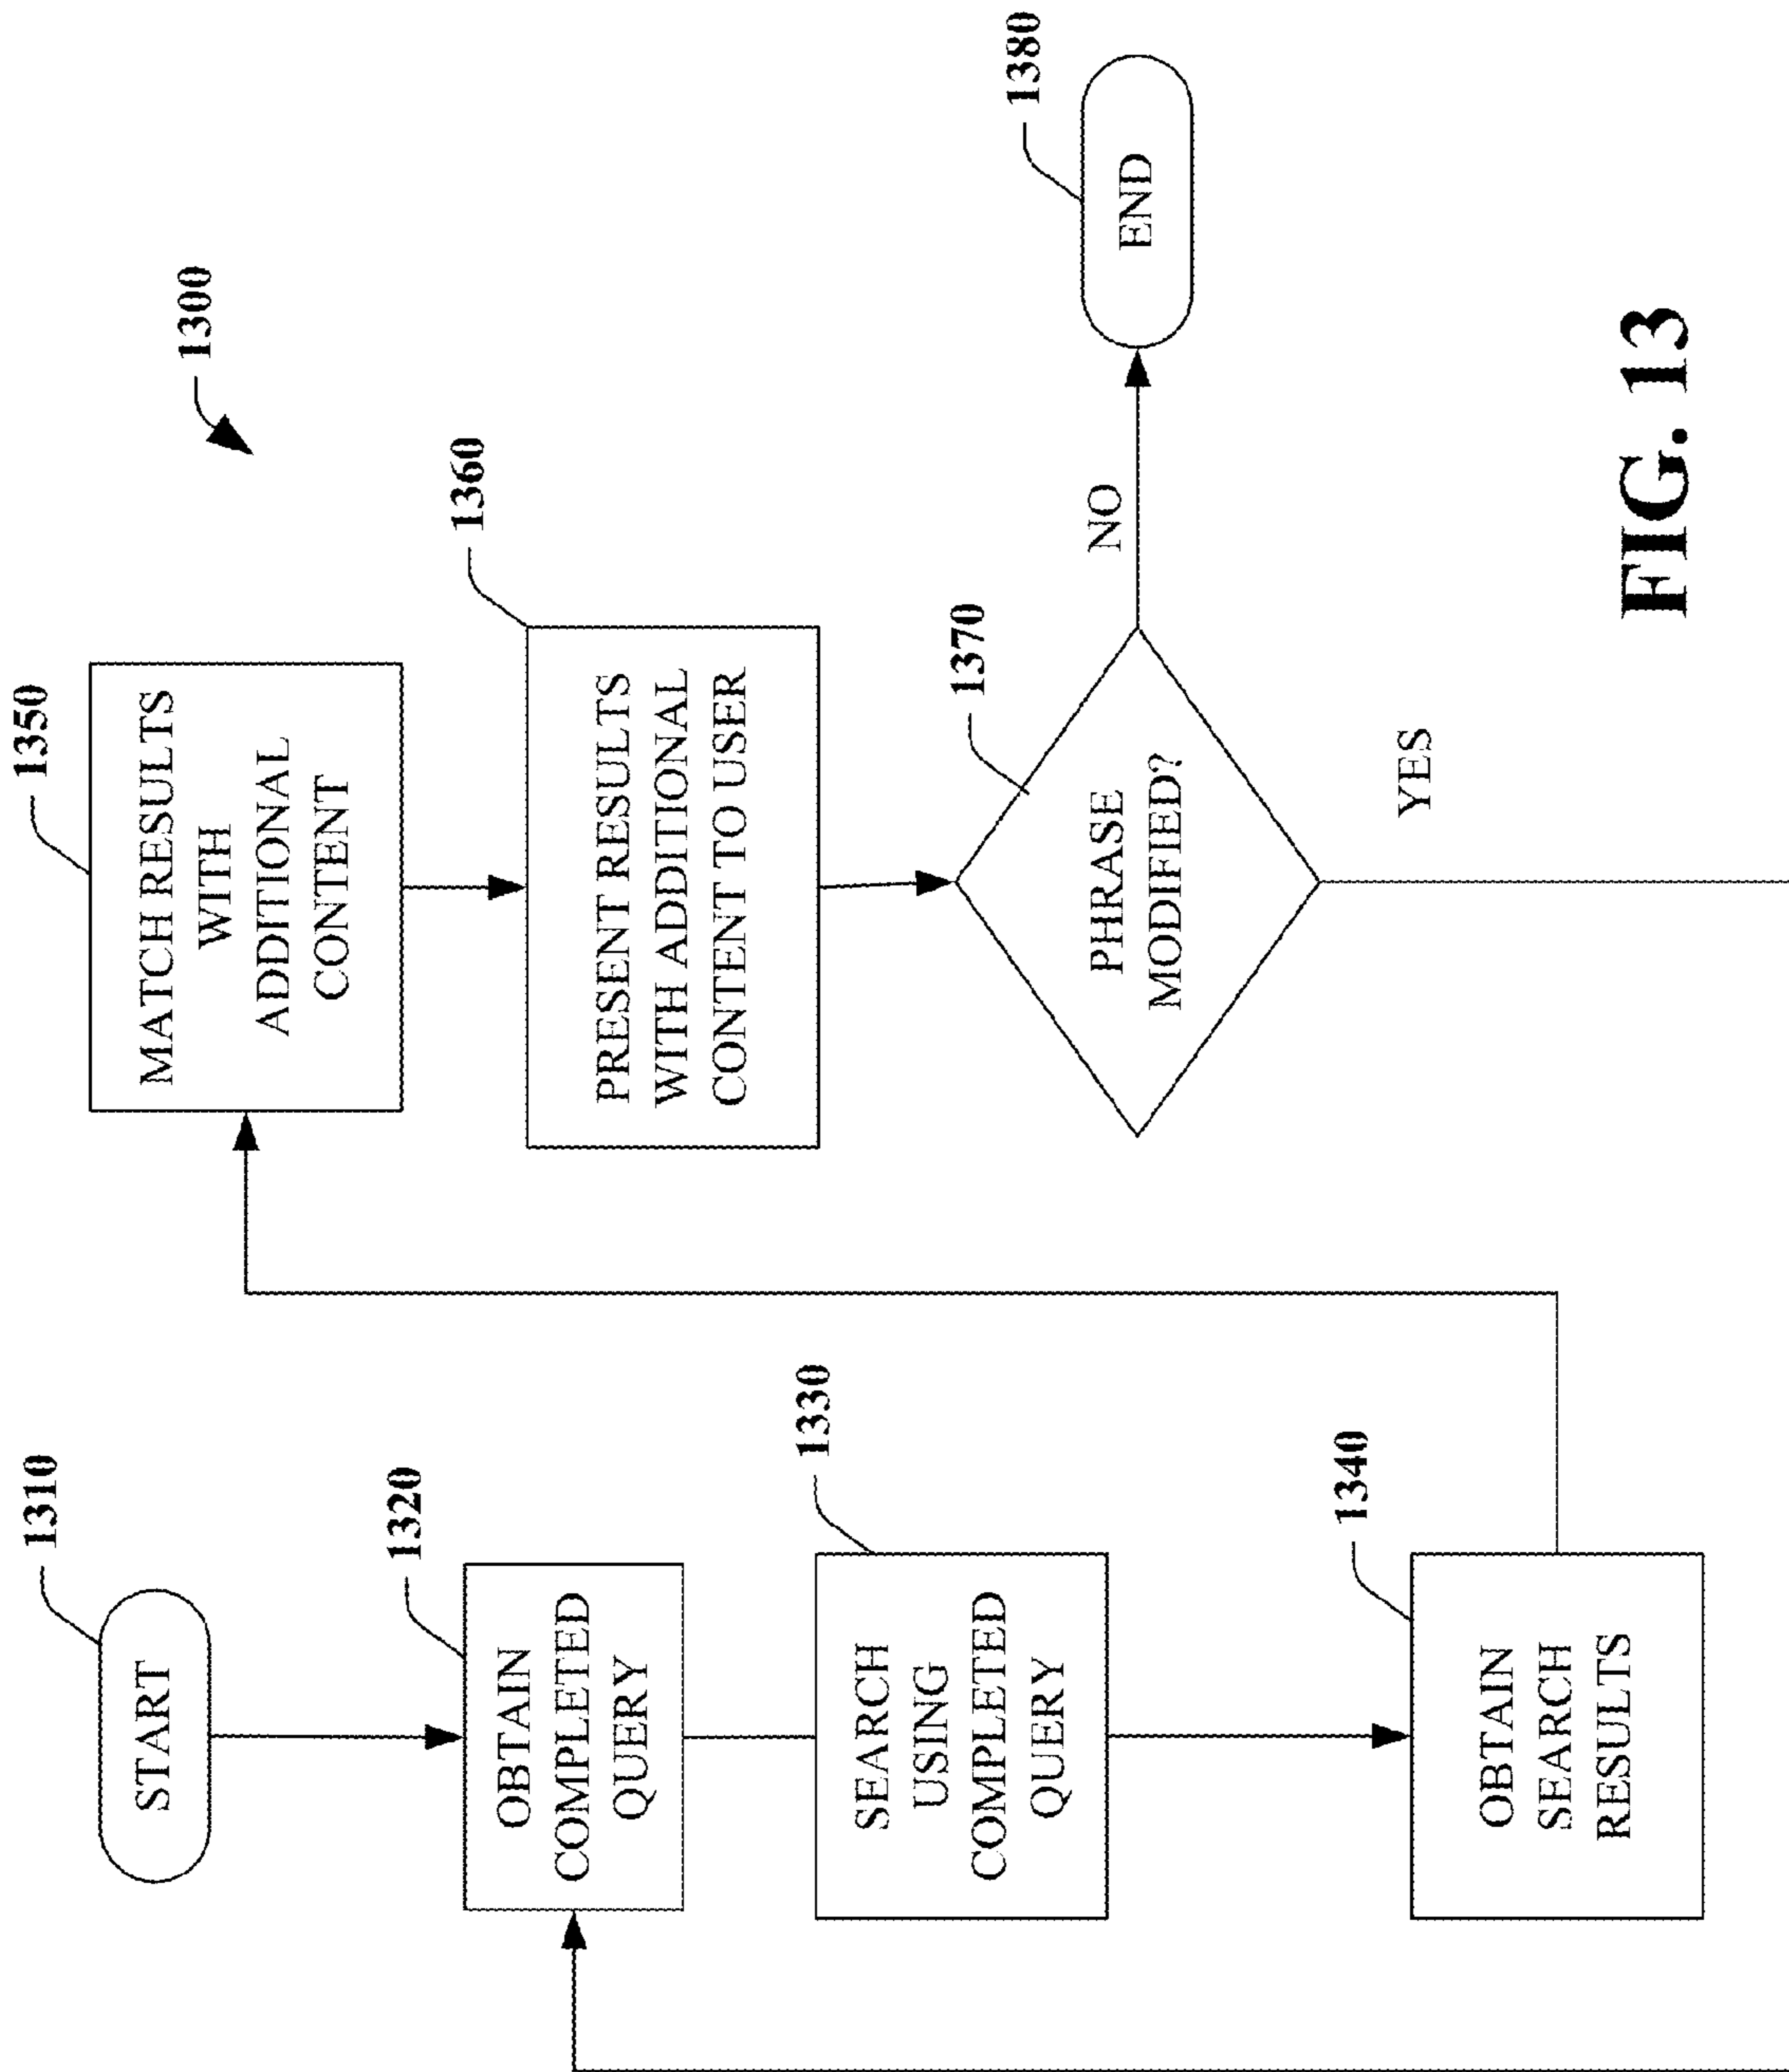 1310
START
1320
OBTAIN
COMPLETED
QUERY
1330
SEARCH
USING
COMPLETED
QUERY
1340
OBTAIN
SEARCH
RESULTS
1300
1350
MATCH RESULTS
WITH
ADDITIONAL
CONTENT
1360
PRESENT RESULTS
WITH ADDITIONAL
CONTENT TO USER
1370
PHRASE
MODIFIED?
NO
YES
1380
END
FIG. 13